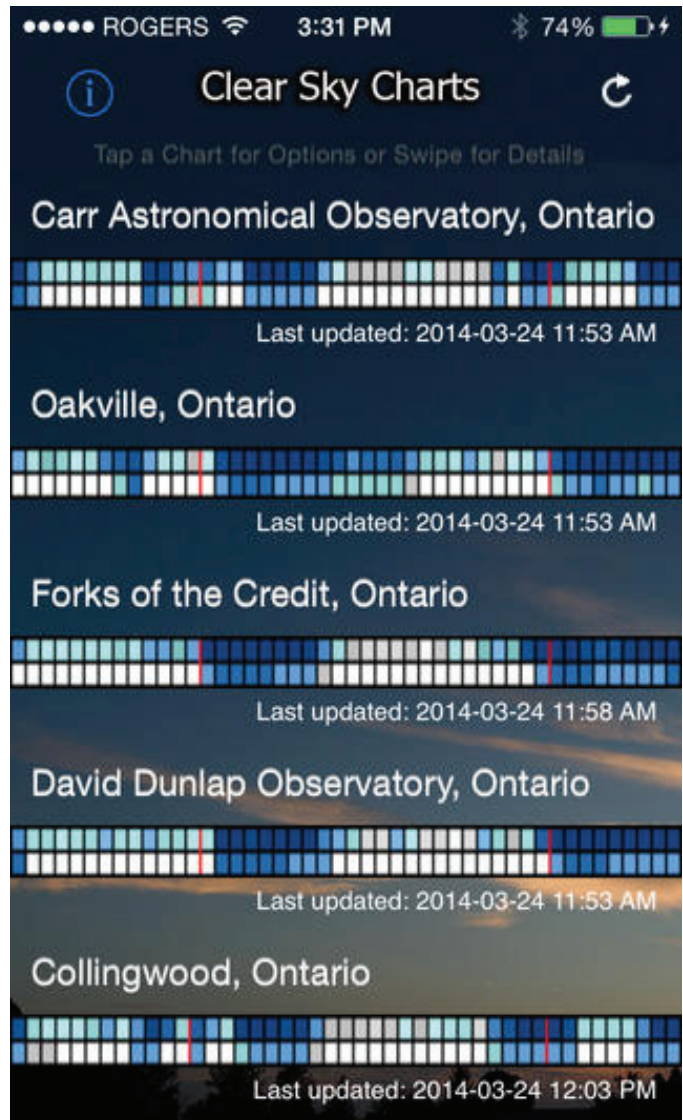 ROGERS 3:31 PM 74%
Clear Sky Charts
Tap a Chart for Options or Swipe for Details
Carr Astronomical Observatory, Ontario
Last updated: 2014-03-24 11:53 AM
Oakville, Ontario
Last updated: 2014-03-24 11:53 AM
Forks of the Credit, Ontario
Last updated: 2014-03-24 11:58 AM
David Dunlap Observatory, Ontario
Last updated: 2014-03-24 11:53 AM
Collingwood, Ontario
Last updated: 2014-03-24 12:03 PM